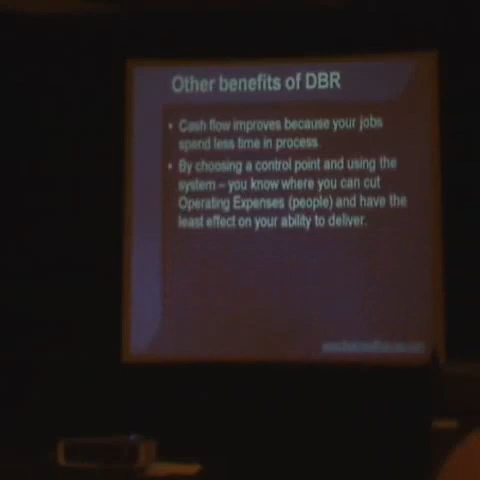 Other benefits of DBR
• Cash flow improves because your jobs
spend less time in process.
• By choosing a control point and using the
system – you know where you can cut
Operating Expenses (people) and have the
least effect on your ability to deliver.